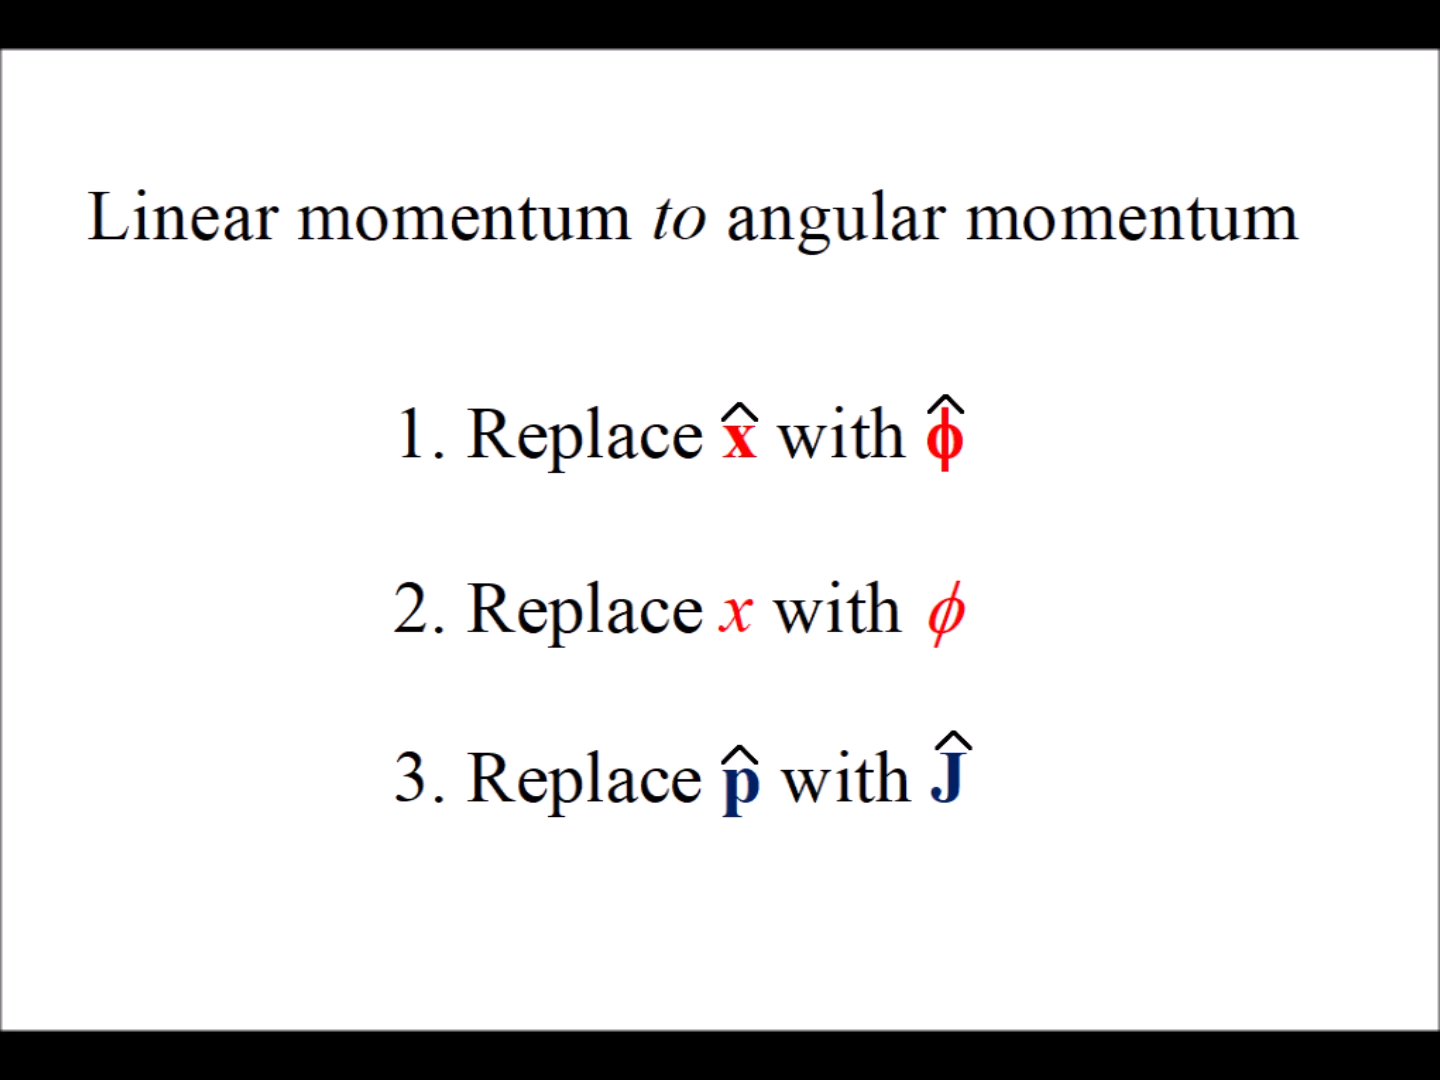 Linear momentum to angular momentum
1. Replace x̂ with ϕ̂
2. Replace x with ϕ
3. Replace p̂ with Ĵ